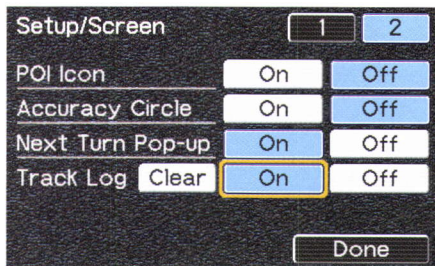 Setup/Screen 1 2
POI Icon On Off
Accuracy Circle On Off
Next Turn Pop-up On Off
Track Log Clear On Off
Done